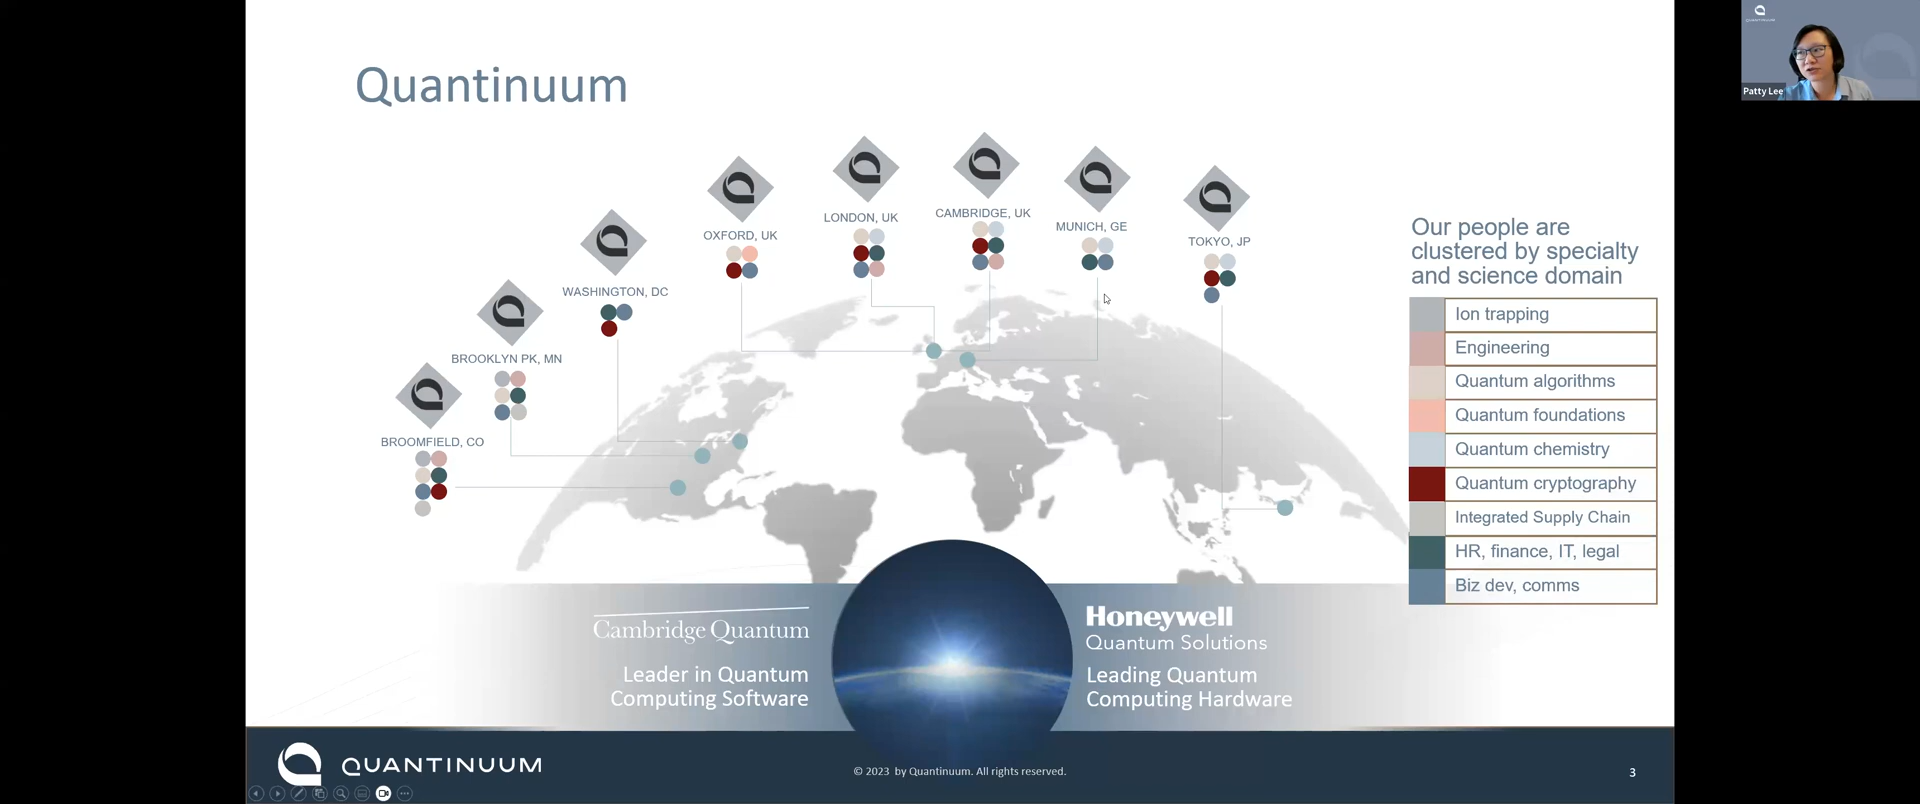 Quantinuum
OXFORD, UK
LONDON, UK
CAMBRIDGE, UK
MUNICH, GE
TOKYO, JP
WASHINGTON, DC
BROOKLYN PK, MN
BROOMFIELD, CO
Our people are
clustered by specialty
and science domain
Ion trapping
Engineering
Quantum algorithms
Quantum foundations
Quantum chemistry
Quantum cryptography
Integrated Supply Chain
HR, finance, IT, legal
Biz dev, comms
Cambridge Quantum
Leader in Quantum
Computing Software
Honeywell
Quantum Solutions
Leading Quantum
Computing Hardware
QUANTINUUM
© 2023 by Quantinuum. All rights reserved.
3
QUANTINUUM
Patty Lee